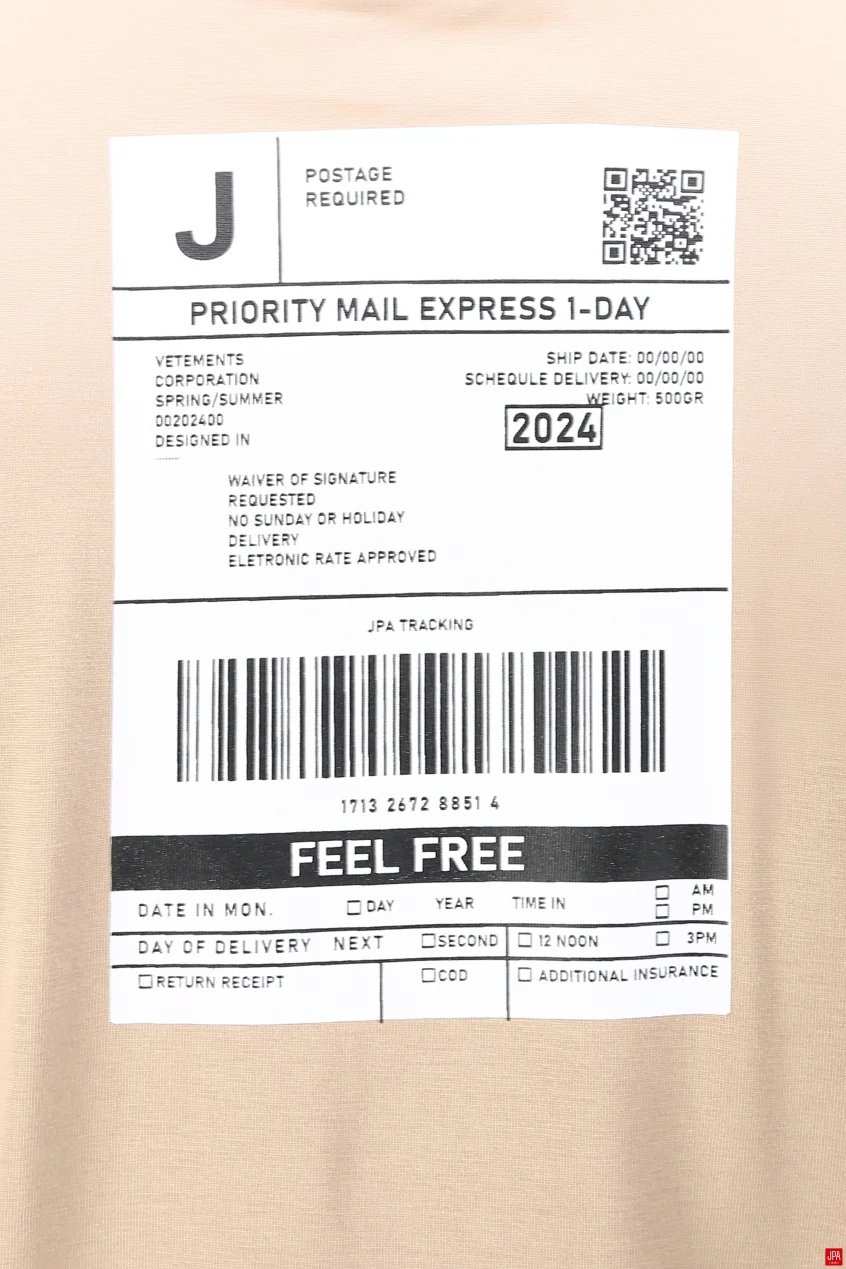 J
POSTAGE
REQUIRED
PRIORITY MAIL EXPRESS 1-DAY
VETEMENTS
CORPORATION
SPRING/SUMMER
00202400
DESIGNED IN
SHIP DATE: 00/00/00
SCHEQULE DELIVERY: 00/00/00
WEIGHT: 500GR
2024
WAIVER OF SIGNATURE
REQUESTED
NO SUNDAY OR HOLIDAY
DELIVERY
ELETRONIC RATE APPROVED
JPA TRACKING
1713 2672 8851 4
FEEL FREE
DATE IN MON. DAY YEAR TIME IN AM
PM
DAY OF DELIVERY NEXT SECOND 12 NOON 3PM
RETURN RECEIPT COD ADDITIONAL INSURANCE
JPA